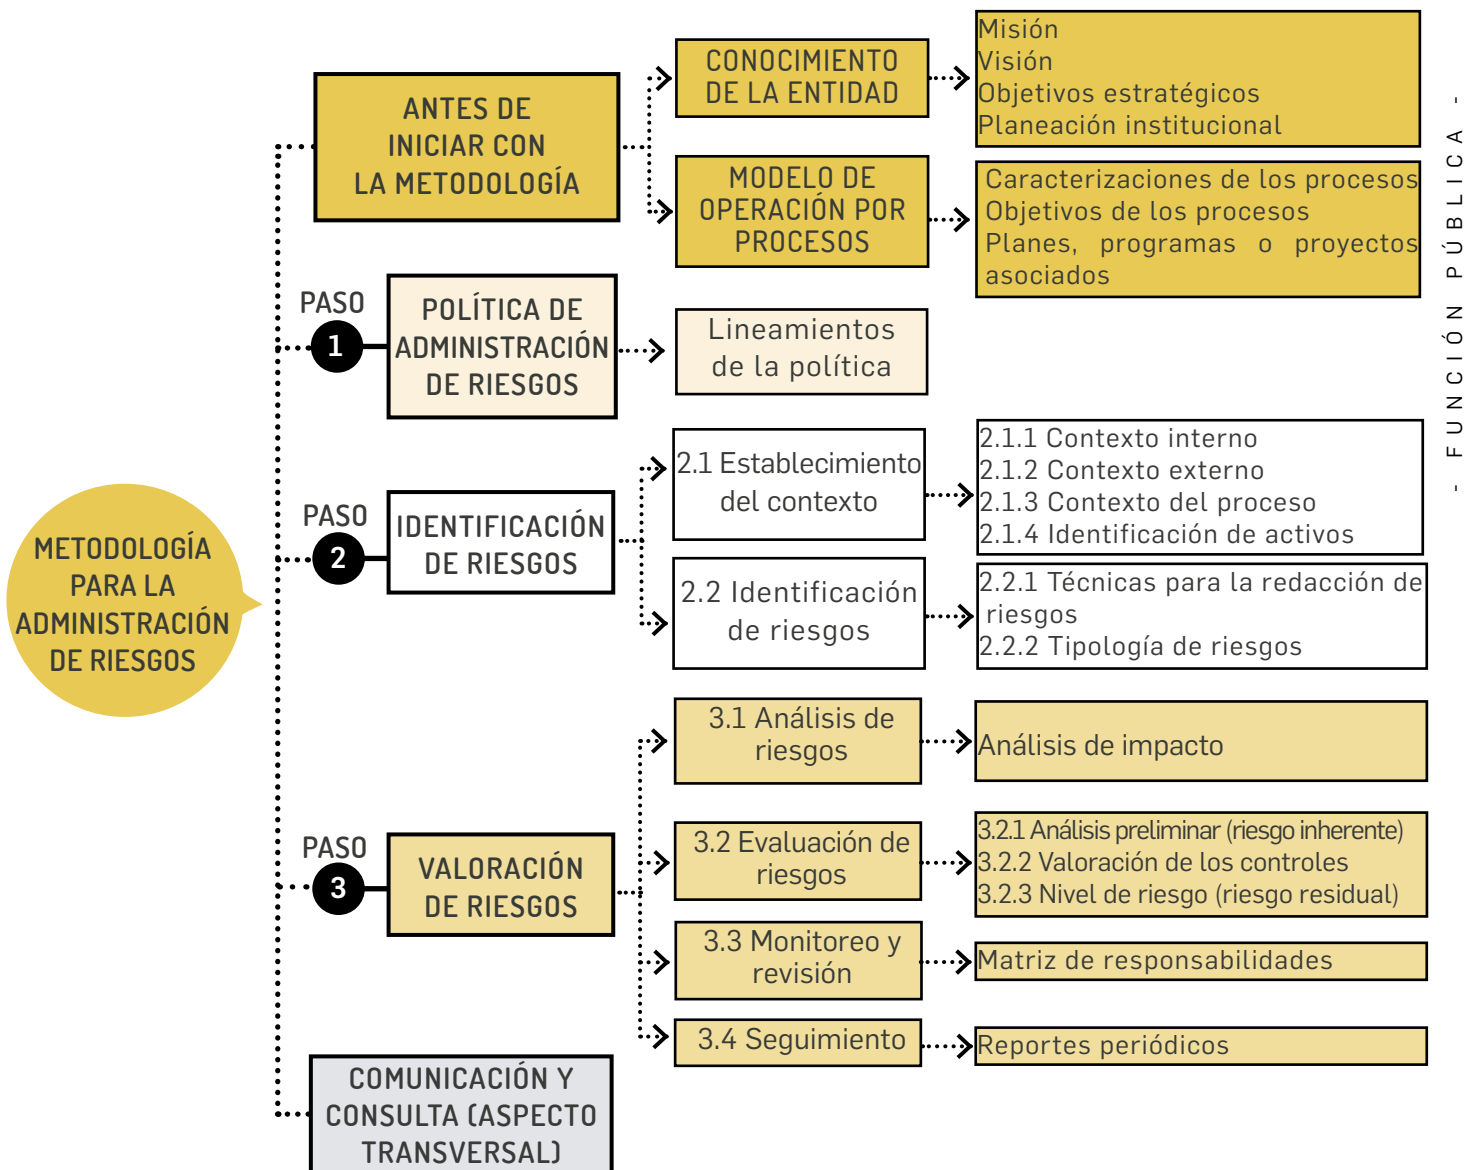 METODOLOGÍA
PARA LA
ADMINISTRACIÓN
DE RIESGOS
ANTES DE
INICIAR CON
LA METODOLOGÍA
CONOCIMIENTO
DE LA ENTIDAD
Misión
Visión
Objetivos estratégicos
Planeación institucional
MODELO DE
OPERACIÓN POR
PROCESOS
Caracterizaciones de los procesos
Objetivos de los procesos
Planes, programas o proyectos
asociados
PASO
1
POLÍTICA DE
ADMINISTRACIÓN
DE RIESGOS
Lineamientos
de la política
PASO
2
IDENTIFICACIÓN
DE RIESGOS
2.1 Establecimiento
del contexto
2.1.1 Contexto interno
2.1.2 Contexto externo
2.1.3 Contexto del proceso
2.1.4 Identificación de activos
2.2 Identificación
de riesgos
2.2.1 Técnicas para la redacción de
riesgos
2.2.2 Tipología de riesgos
PASO
3
VALORACIÓN
DE RIESGOS
3.1 Análisis de
riesgos
Análisis de impacto
3.2 Evaluación de
riesgos
3.2.1 Análisis preliminar (riesgo inherente)
3.2.2 Valoración de los controles
3.2.3 Nivel de riesgo (riesgo residual)
3.3 Monitoreo y
revisión
Matriz de responsabilidades
3.4 Seguimiento
Reportes periódicos
COMUNICACIÓN Y
CONSULTA (ASPECTO
TRANSVERSAL)
- FUNCIÓN PÚBLICA -